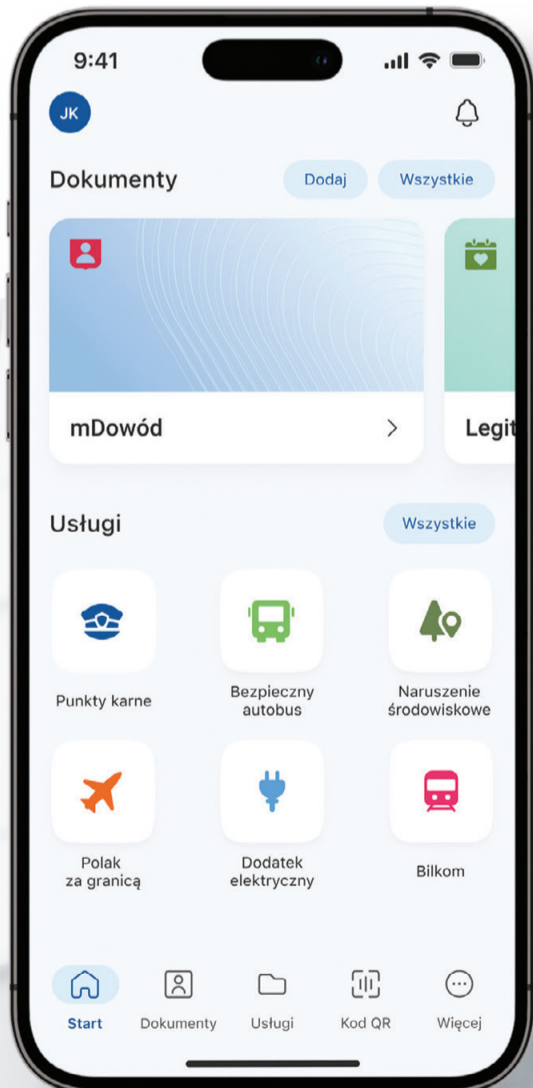 9:41
JK
Dokumenty
Dodaj
Wszystkie
mDowód
Legit
Usługi
Wszystkie
Punkty karne
Bezpieczny
autobus
Naruszenie
środowiskowe
Polak
za granicą
Dodatek
elektryczny
Bilkom
Start
Dokumenty
Usługi
Kod QR
Więcej